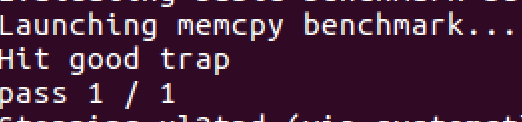 Launching memcpy benchmark...
Hit good trap
pass 1 / 1